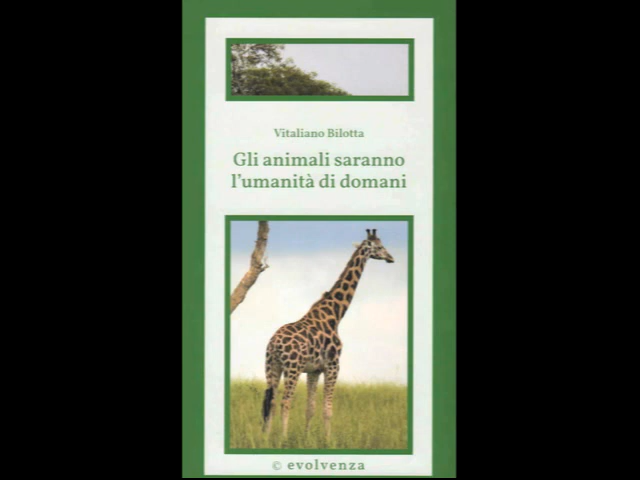 Vitaliano Bilotta
Gli animali saranno
l'umanità di domani
© evolvenza